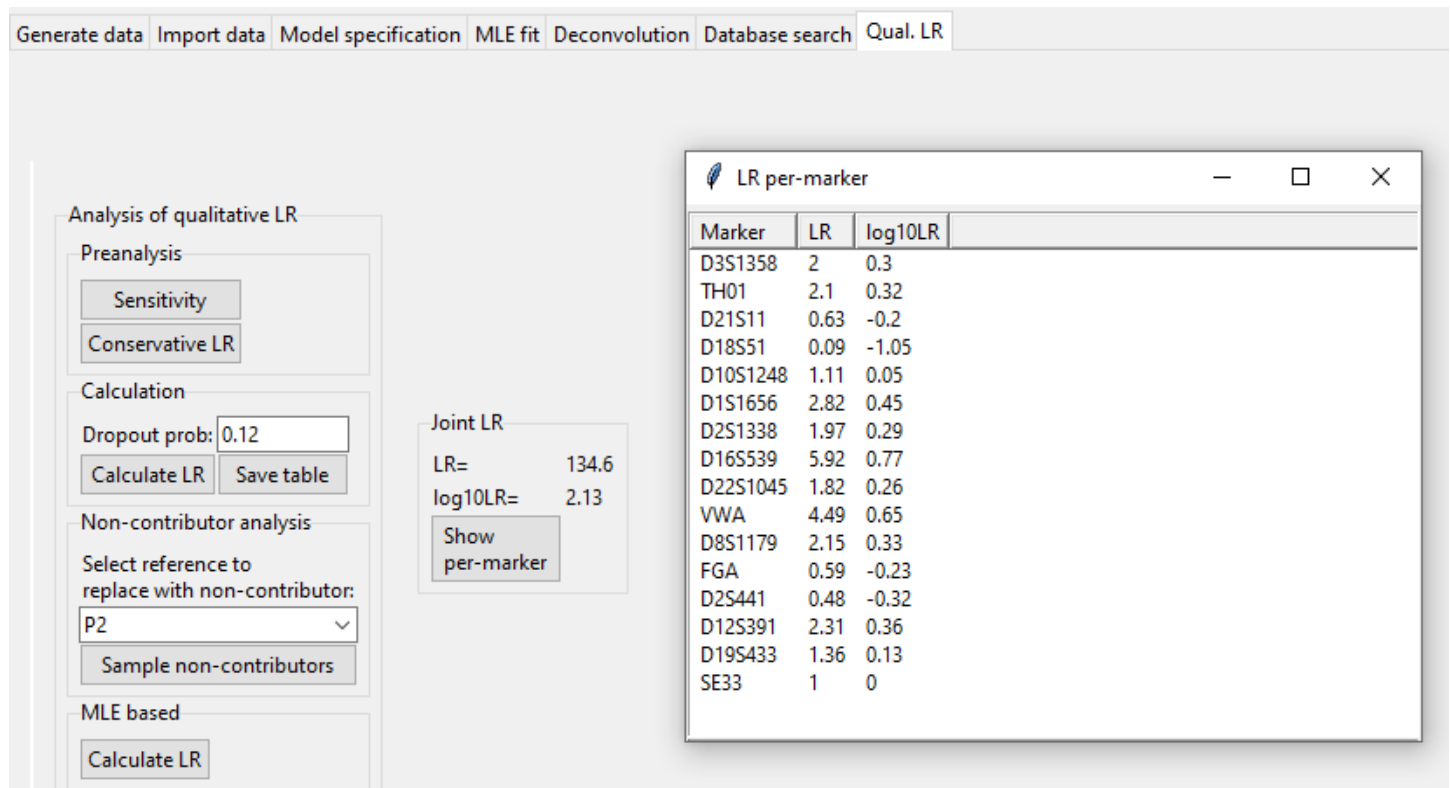 Generate data Import data Model specification MLE fit Deconvolution Database search Qual. LR
Analysis of qualitative LR
Preanalysis
Sensitivity
Conservative LR
Calculation
Dropout prob: 0.12
Calculate LR Save table
Non-contributor analysis
Select reference to
replace with non-contributor:
P2
Sample non-contributors
MLE based
Calculate LR
Joint LR
LR= 134.6
log10LR= 2.13
Show
per-marker
LR per-marker
Marker LR log10LR
D3S1358 2 0.3
TH01 2.1 0.32
D21S11 0.63 -0.2
D18S51 0.09 -1.05
D10S1248 1.11 0.05
D1S1656 2.82 0.45
D2S1338 1.97 0.29
D16S539 5.92 0.77
D22S1045 1.82 0.26
VWA 4.49 0.65
D8S1179 2.15 0.33
FGA 0.59 -0.23
D2S441 0.48 -0.32
D12S391 2.31 0.36
D19S433 1.36 0.13
SE33 1 0